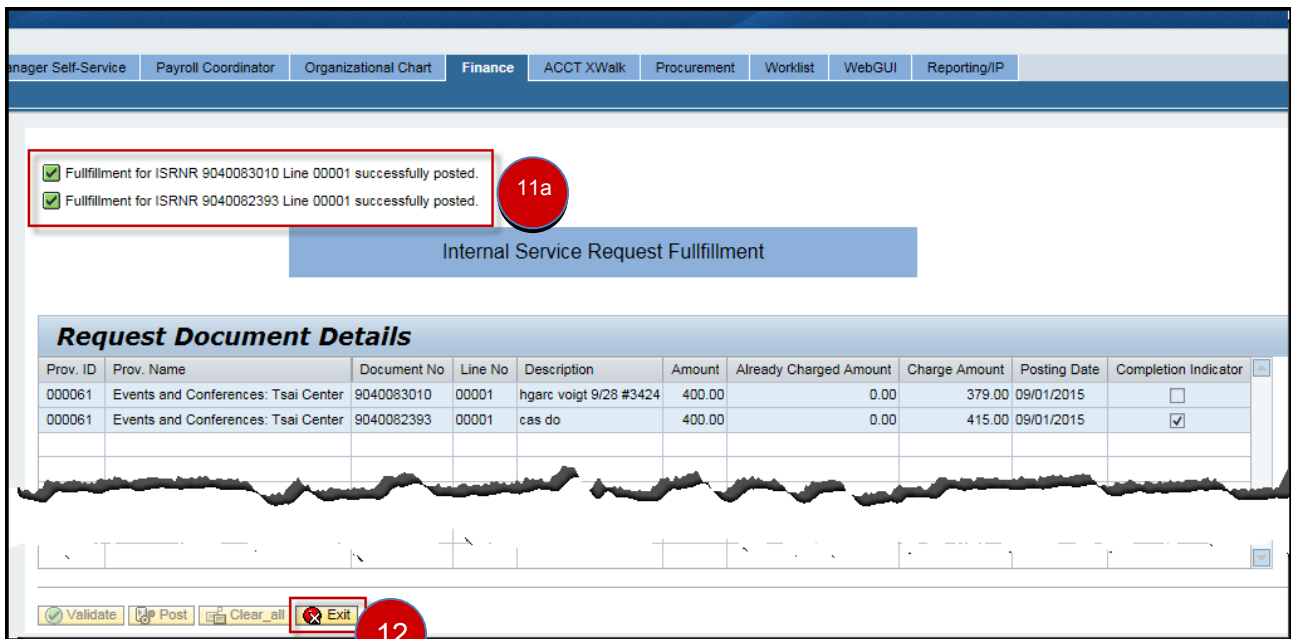 anager Self-Service Payroll Coordinator Organizational Chart Finance ACCT XWalk Procurement Worklist WebGUI Reporting/IP
Fullfillment for ISRNR 9040083010 Line 00001 successfully posted.
Fullfillment for ISRNR 9040082393 Line 00001 successfully posted.
11a
Internal Service Request Fullfillment
Request Document Details
Prov. ID Prov. Name Document No Line No Description Amount Already Charged Amount Charge Amount Posting Date Completion Indicator
000061 Events and Conferences: Tsai Center 9040083010 00001 hgarc voigt 9/28 #3424 400.00 0.00 379.00 09/01/2015
000061 Events and Conferences: Tsai Center 9040082393 00001 cas do 400.00 0.00 415.00 09/01/2015
Validate Post Clear_all Exit
12